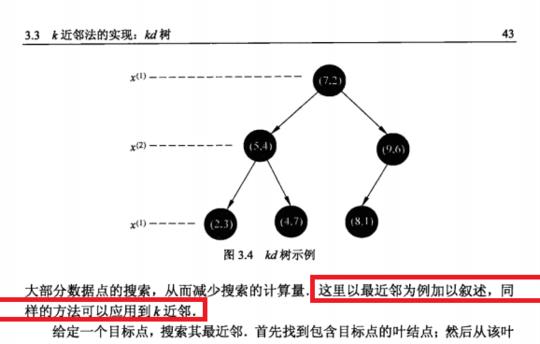 3.3 k 近邻法的实现：kd 树 43
x(1)
(7,2)
x(2)
(5,4)
(9,6)
x(1)
(2,3)
(4,7)
(8,1)
图 3.4 kd 树示例
大部分数据点的搜索，从而减少搜索的计算量．这里以最近邻为例加以叙述，同
样的方法可以应用到 k 近邻．
给定一个目标点，搜索其最近邻．首先找到包含目标点的叶结点；然后从该叶